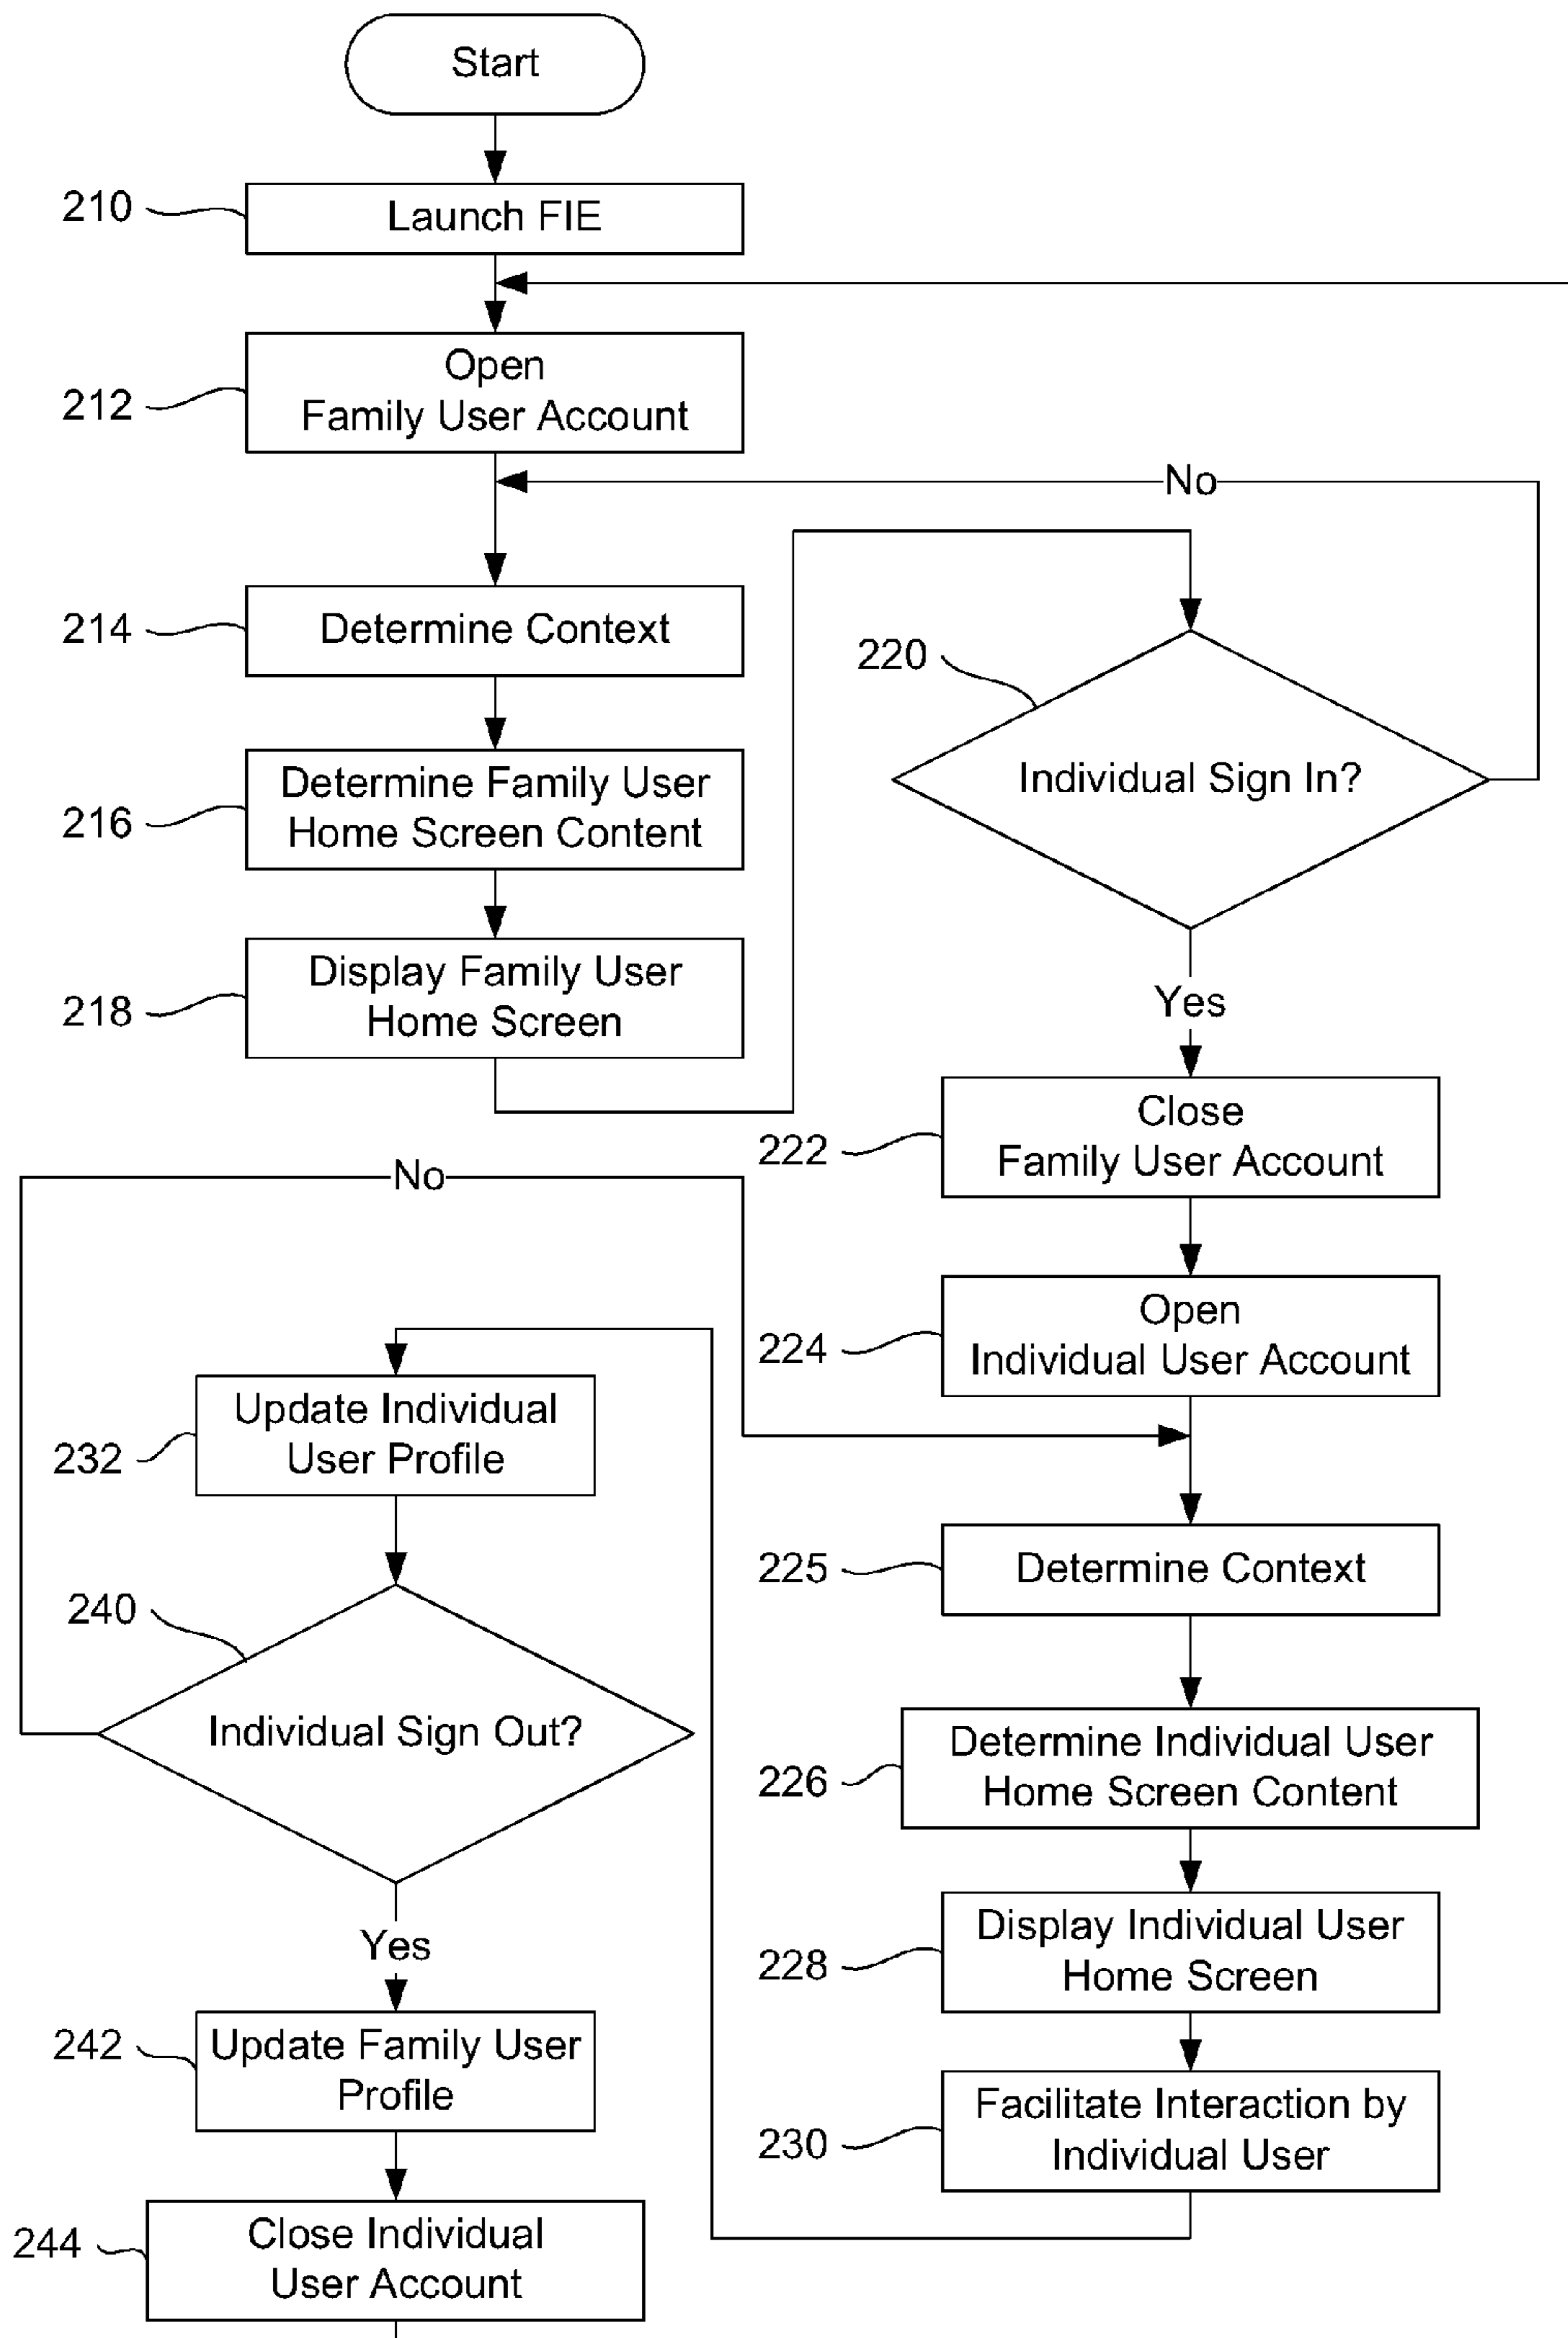 Start
210
Launch FIE
212
Open
Family User Account
No
214
Determine Context
220
Individual Sign In?
216
Determine Family User
Home Screen Content
218
Display Family User
Home Screen
Yes
222
Close
Family User Account
No
224
Open
Individual User Account
232
Update Individual
User Profile
225
Determine Context
240
Individual Sign Out?
226
Determine Individual User
Home Screen Content
228
Display Individual User
Home Screen
Yes
242
Update Family User
Profile
230
Facilitate Interaction by
Individual User
244
Close Individual
User Account